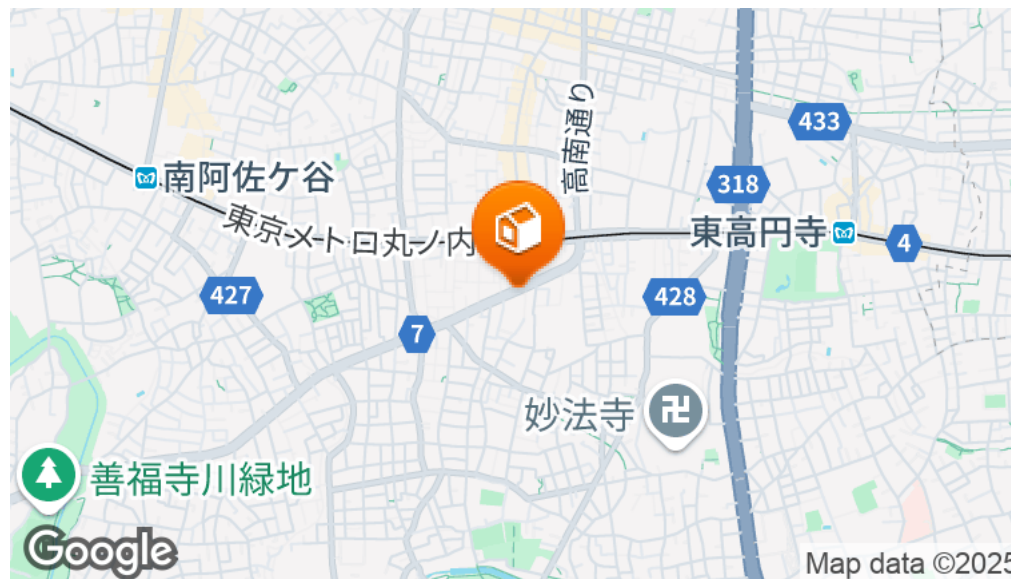 433
高南通り
南阿佐ケ谷
318
東京メトロ丸ノ内
東高円寺
4
427
428
7
妙法寺
卍
善福寺川緑地
Google
Map data ©2025